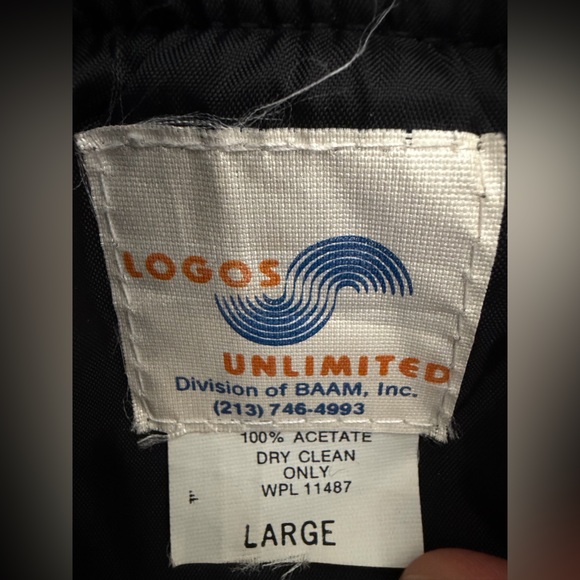 LOGOS
UNLIMITED
Division of BAAM, Inc.
(213) 746-4993
100% ACETATE
DRY CLEAN
ONLY
WPL 11487
LARGE